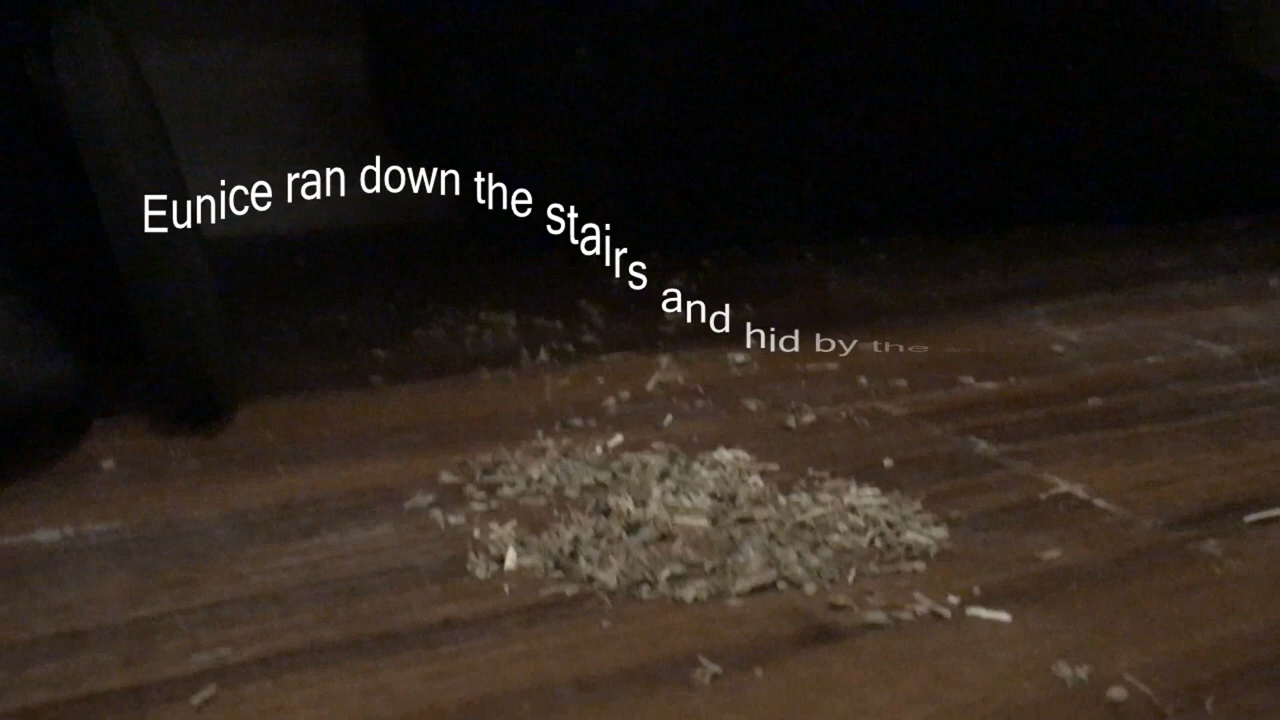 Eunice ran down the stairs and hid by the